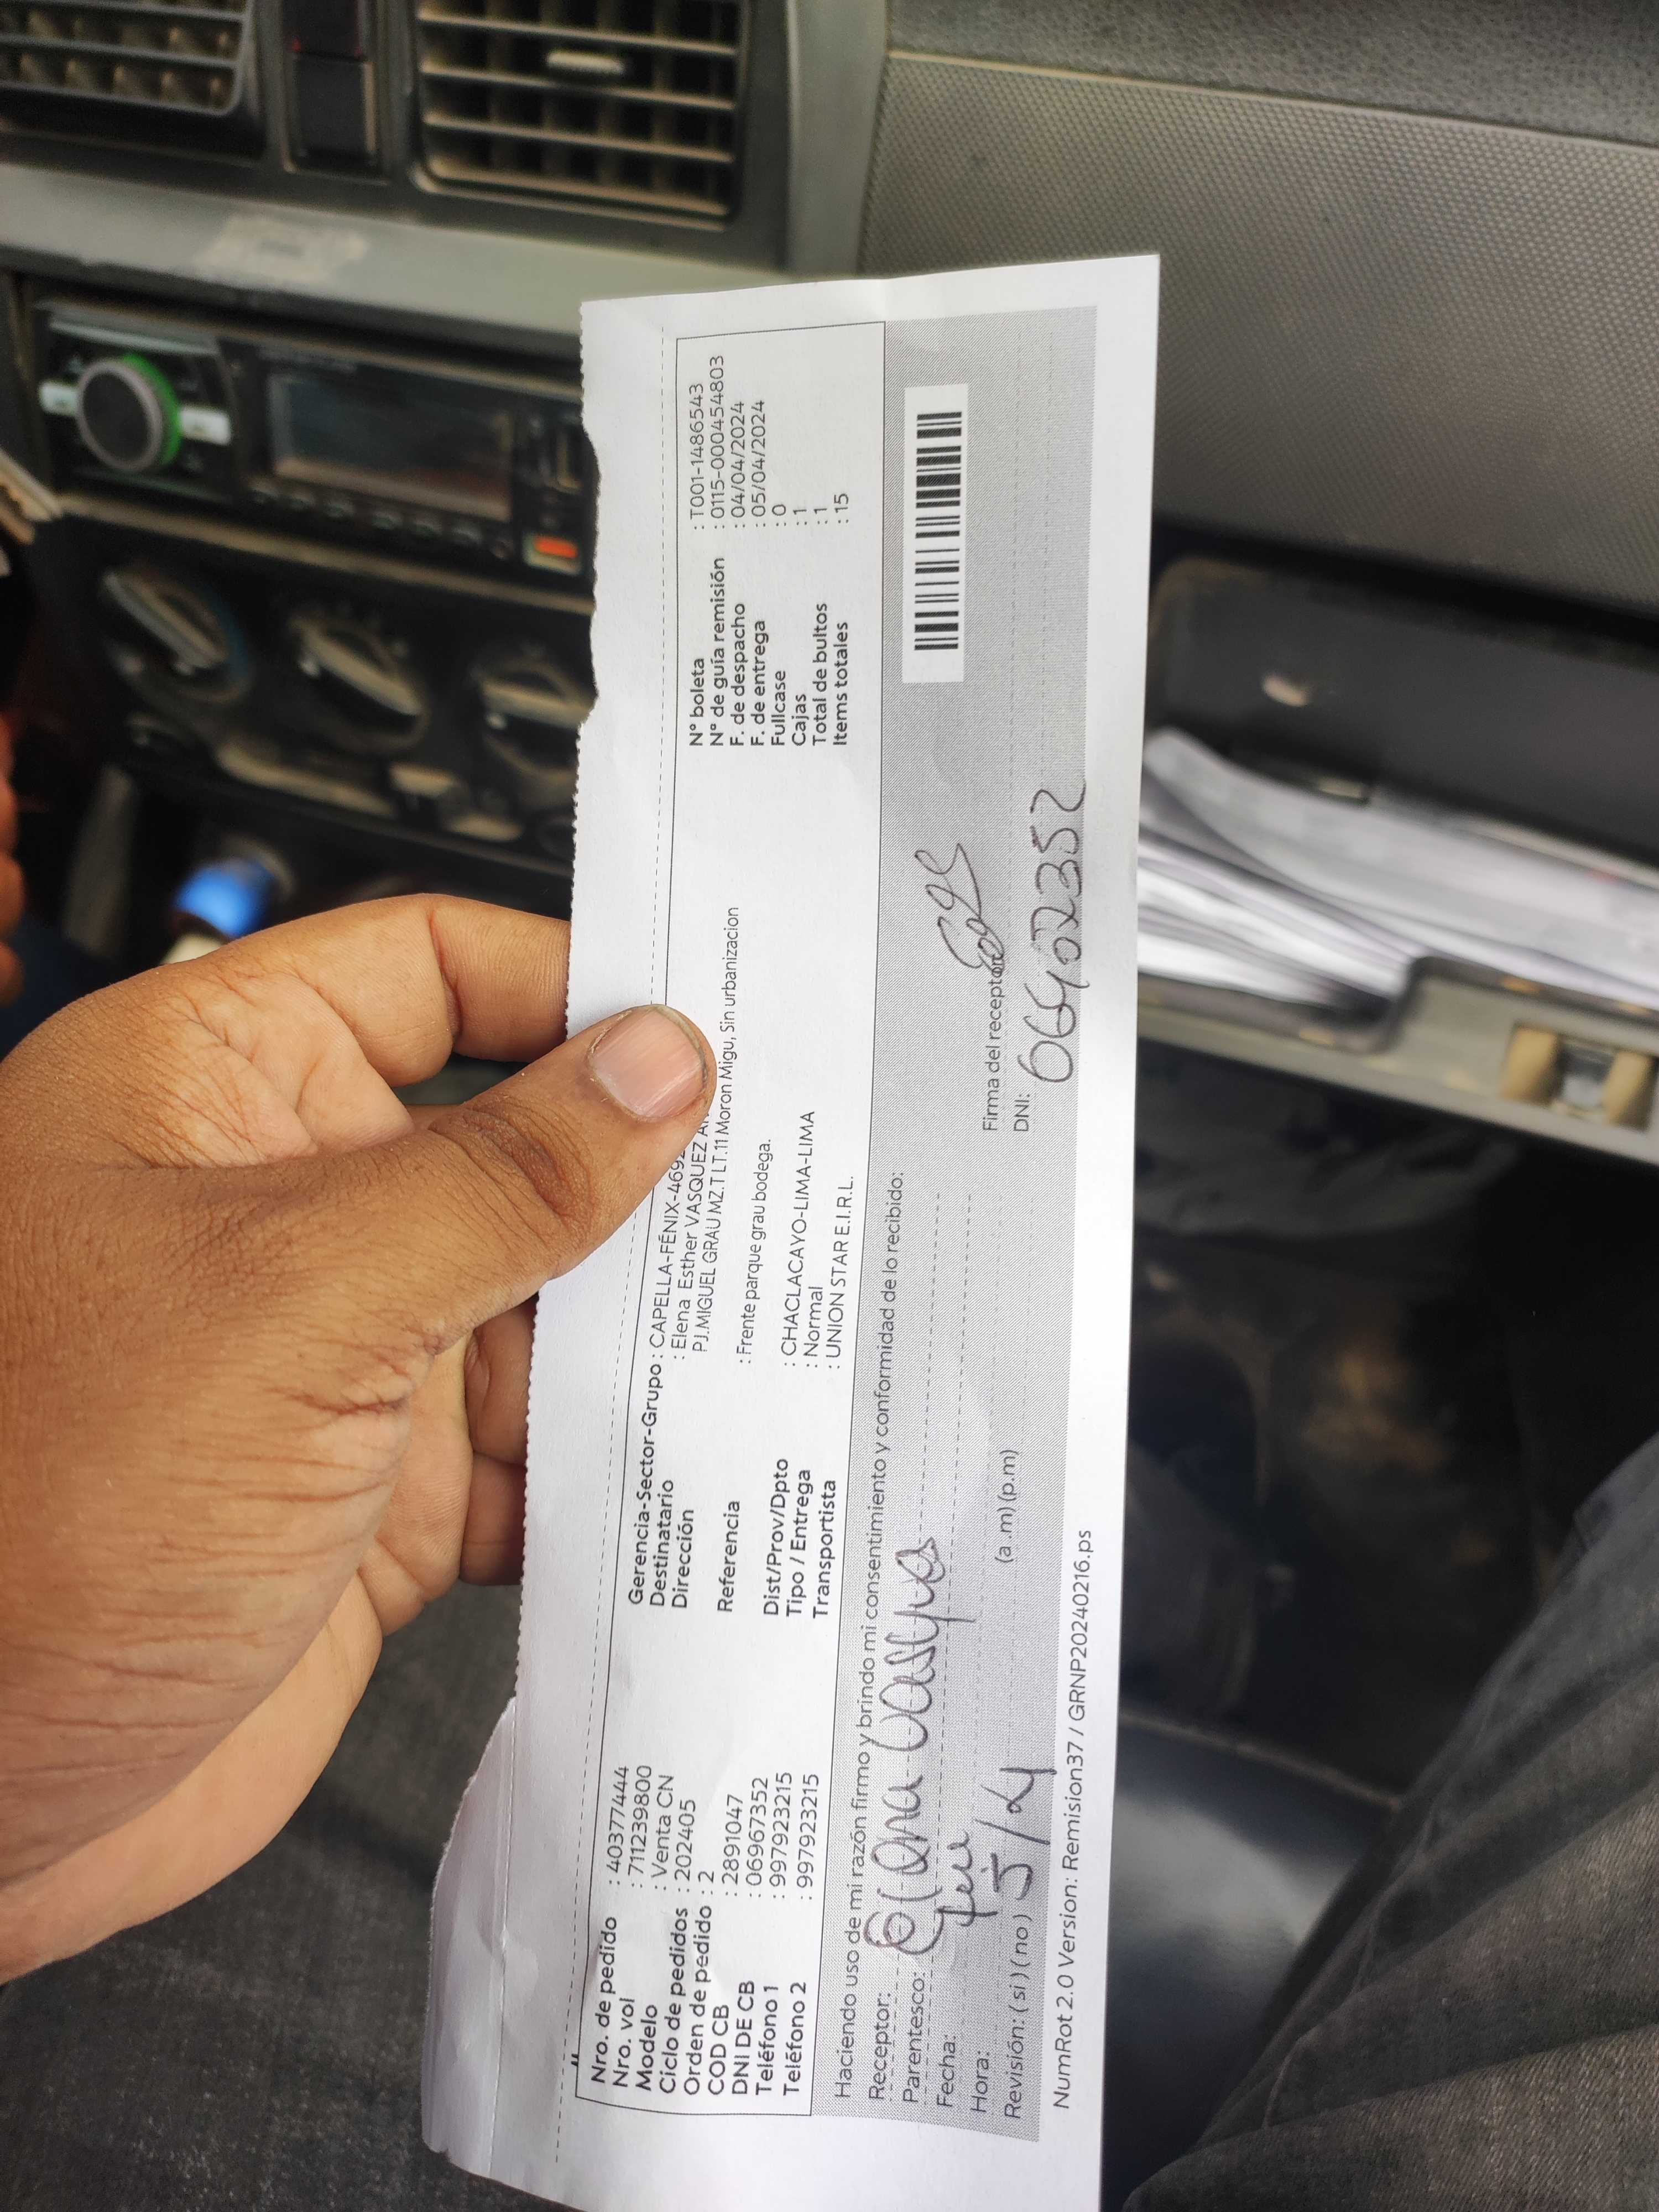 Nro. de pedido : 40377444
Nro. vol : 711239800
Modelo : Venta CN
Ciclo de pedidos : 202405
Orden de pedido : 2
COD CB : 2891047
DNI DE CB : 06967352
Teléfono 1 : 997923215
Teléfono 2 : 997923215
Gerencia-Sector-Grupo : CAPELLA-FÉNIX-469
Destinatario : Elena Esther VASQUEZ
Dirección PJ.MIGUEL GRAU MZ.T LT.11 Moron Migu, Sin urbanizacion
Referencia : Frente parque grau bodega.
Dist/Prov/Dpto : CHACLACAYO-LIMA-LIMA
Tipo / Entrega : Normal
Transportista : UNION STAR E.I.R.L.
N° boleta : T001-1486543
N° de guía remisión : 0115-000454803
F. de despacho : 04/04/2024
F. de entrega : 05/04/2024
Fullcase : 0
Cajas : 1
Total de bultos : 1
Items totales : 15
Haciendo uso de mi razón firmo y brindo mi consentimiento y conformidad de lo recibido:
Receptor:
Parentesco:
Fecha:
Hora: 5/4
(a.m) (p.m)
Revisión: (si) (no)
Firma del receptor
DNI:
NumRot 2.0 Version: Remision37 / GRNP20240216.ps